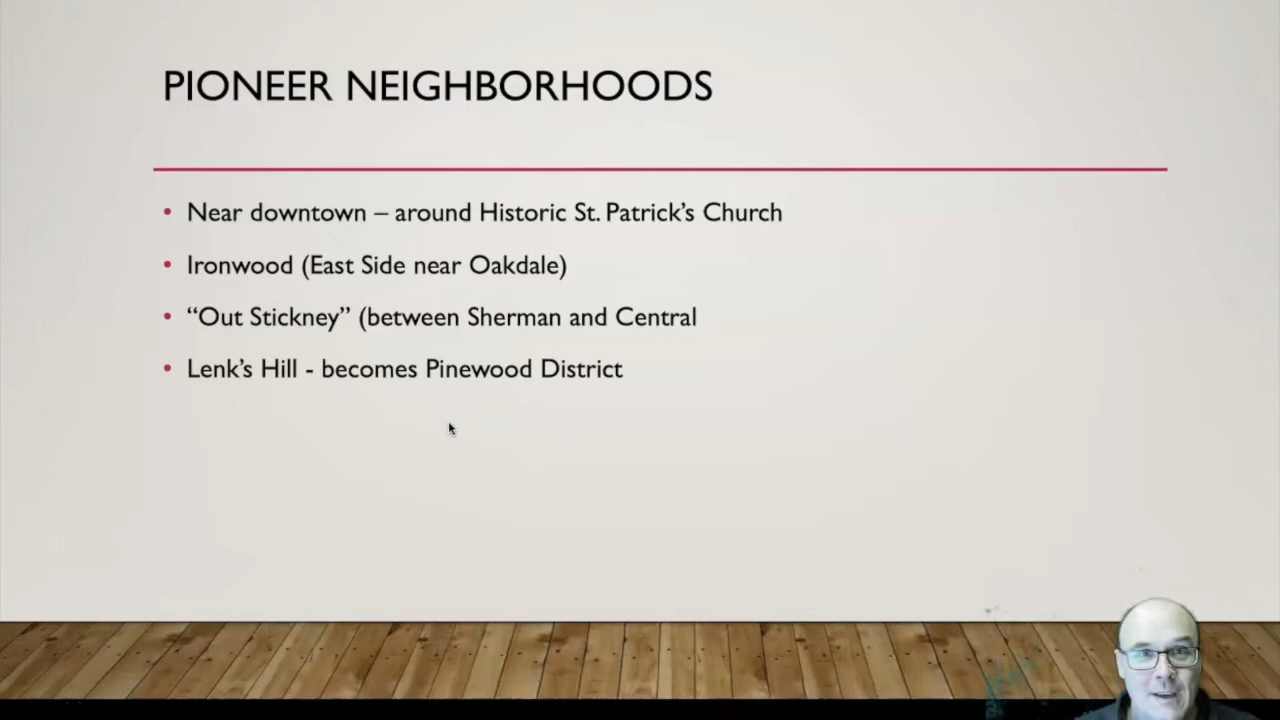 PIONEER NEIGHBORHOODS
• Near downtown – around Historic St. Patrick’s Church
• Ironwood (East Side near Oakdale)
• “Out Stickney” (between Sherman and Central
• Lenk’s Hill - becomes Pinewood District